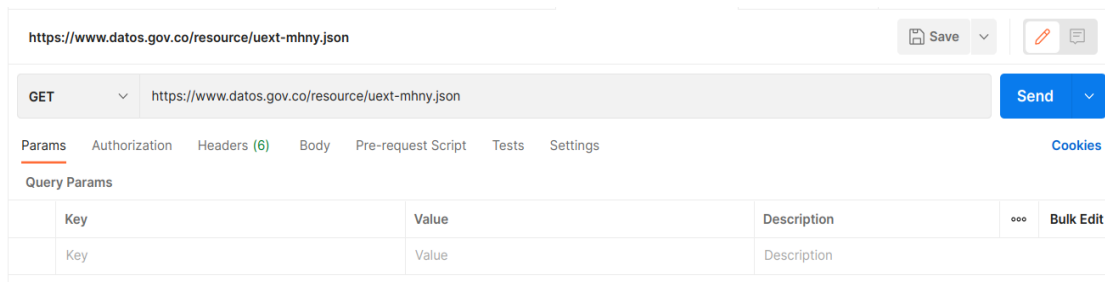 https://www.datos.gov.co/resource/uext-mhny.json Save
GET https://www.datos.gov.co/resource/uext-mhny.json Send
Params Authorization Headers (6) Body Pre-request Script Tests Settings Cookies
Query Params
Key Value Description ooo Bulk Edit
Key Value Description